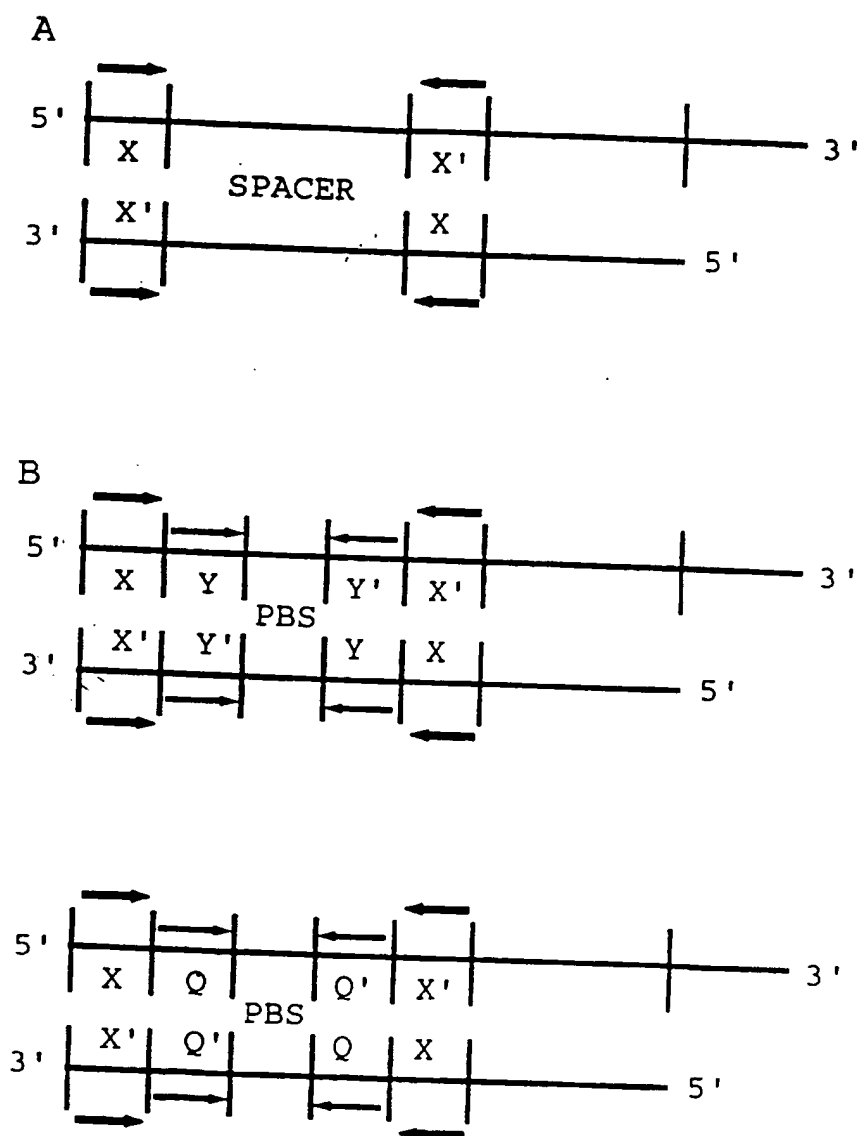 A
5' 3'
X X'
SPACER
X' X
3' 5'
B
5' 3'
X Y Y' X'
PBS
X' Y' Y X
3' 5'
5' 3'
X Q Q' X'
PBS
X' Q' Q X
3' 5'